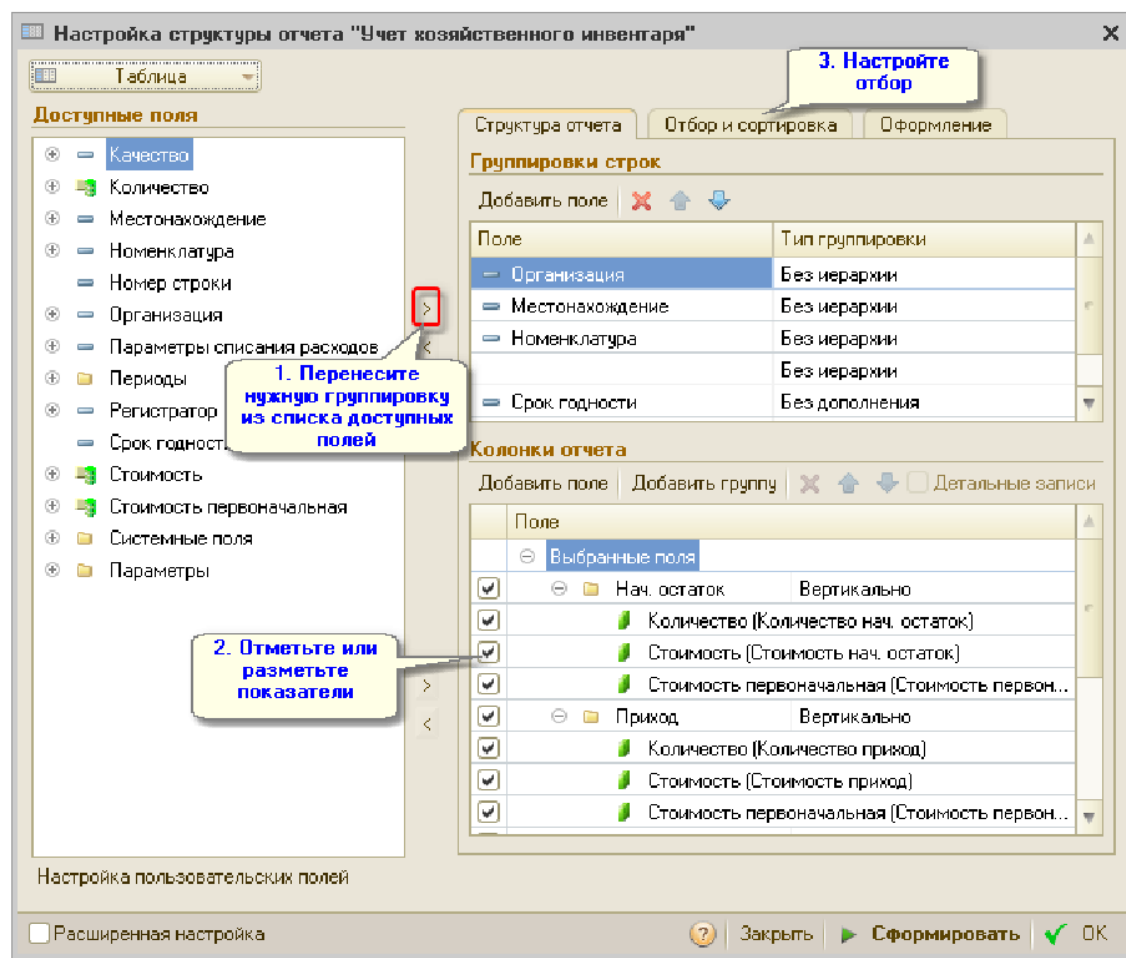 Настройка структуры отчета "Учет хозяйственного инвентаря"
Таблица
3. Настройте
отбор
Доступные поля
Качество
Количество
Местонахождение
Номенклатура
Номер строки
Организация
Параметры списания расходов
Периоды
Регистратор
Срок годност
Стоимость
Стоимость первоначальная
Системные поля
Параметры
1. Перенесите
нужную группировку
из списка доступных
полей
2. Отметьте или
разметьте
показатели
Структура отчета Отбор и сортировка Оформление
Группировки строк
Добавить поле
Поле Тип группировки
Организация Без иерархии
Местонахождение Без иерархии
Номенклатура Без иерархии
Без иерархии
Срок годности Без дополнения
Колонки отчета
Добавить поле Добавить группу Детальные записи
Поле
Выбранные поля
Нач. остаток Вертикально
Количество (Количество нач. остаток)
Стоимость (Стоимость нач. остаток)
Стоимость первоначальная (Стоимость первон...
Приход Вертикально
Количество (Количество приход)
Стоимость (Стоимость приход)
Стоимость первоначальная (Стоимость первон...
Настройка пользовательских полей
Расширенная настройка ? Закрыть Сформировать OK